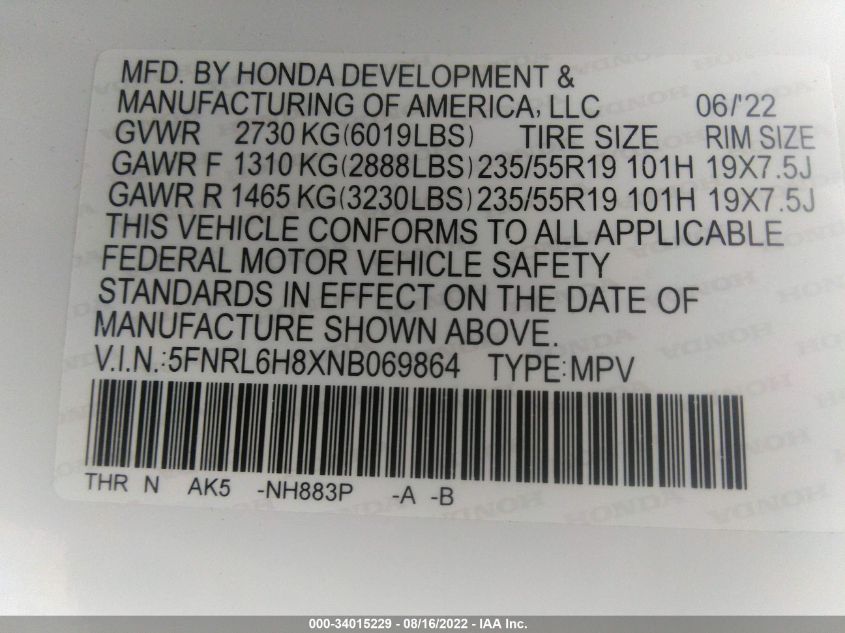 MFD. BY HONDA DEVELOPMENT &
MANUFACTURING OF AMERICA, LLC 06/'22
GVWR 2730 KG(6019LBS) TIRE SIZE RIM SIZE
GAWR F 1310 KG(2888LBS) 235/55R19 101H 19X7.5J
GAWR R 1465 KG(3230LBS) 235/55R19 101H 19X7.5J
THIS VEHICLE CONFORMS TO ALL APPLICABLE
FEDERAL MOTOR VEHICLE SAFETY
STANDARDS IN EFFECT ON THE DATE OF
MANUFACTURE SHOWN ABOVE.
V.I.N.:5FNRL6H8XNB069864 TYPE:MPV
THR N AK5 -NH883P -A -B
000-34015229 - 08/16/2022 - IAA Inc.